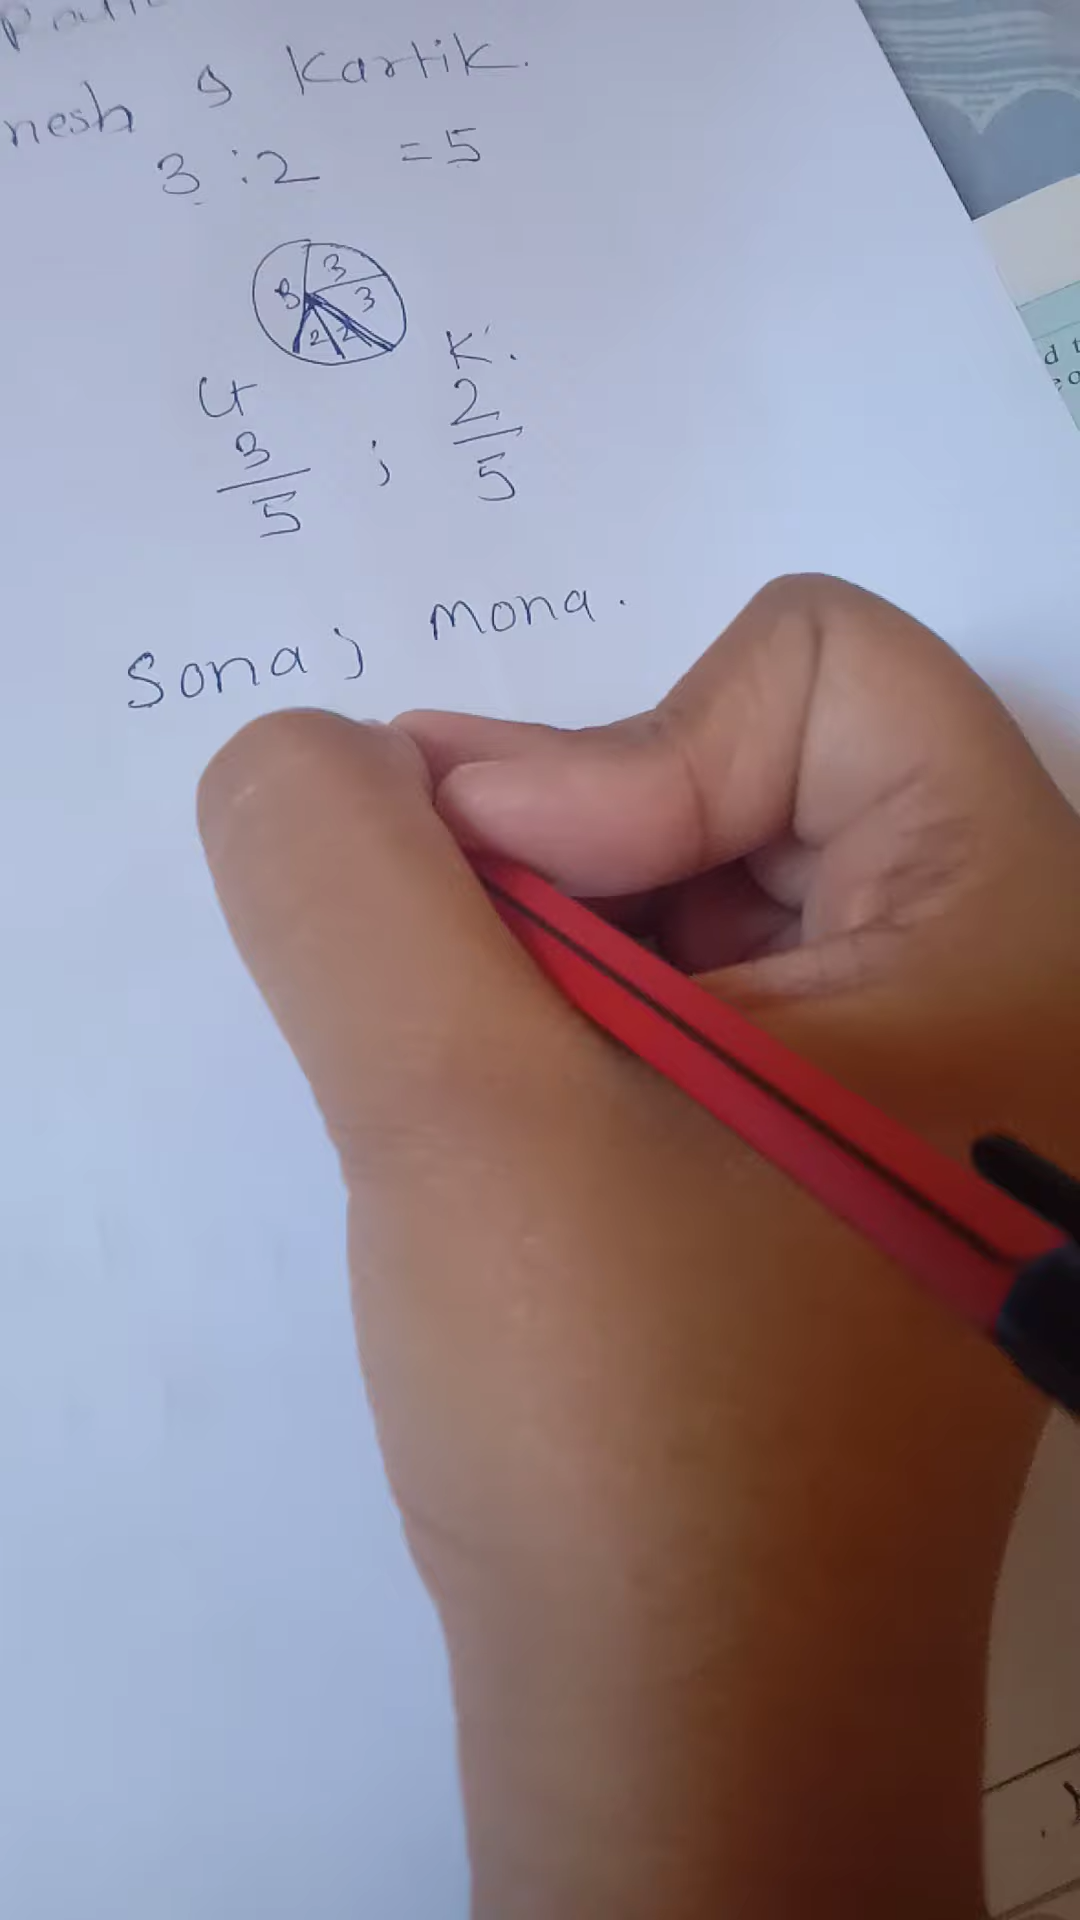 nesh & Kartik.
3 : 2 = 5
3 3
3
2 2
G K.
3/5 ; 2/5
Sona ; mona.